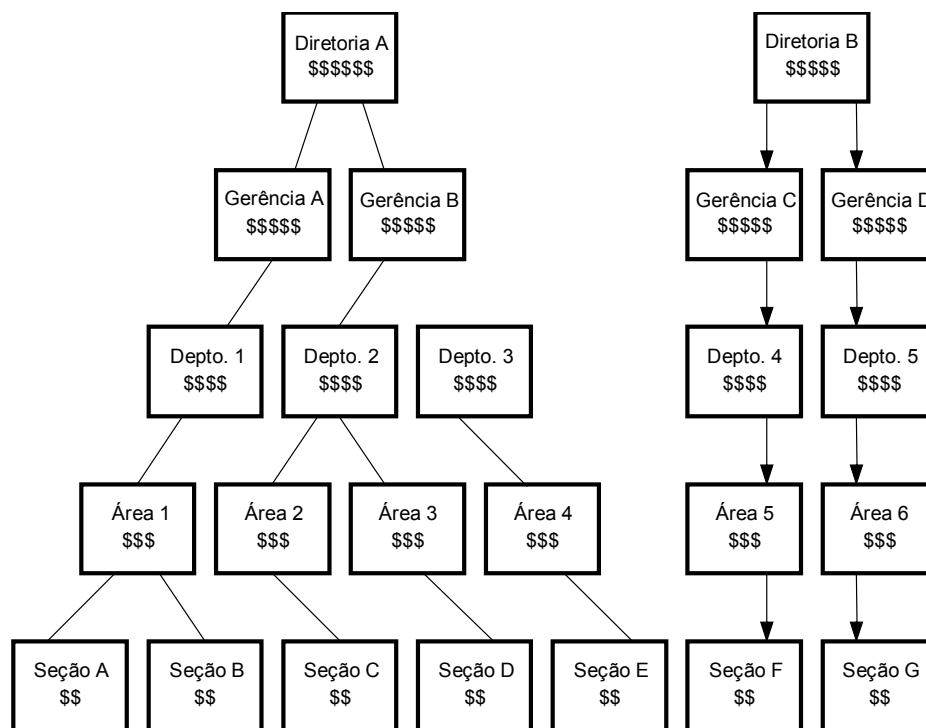 Diretoria A
$$$$$$
Diretoria B
$$$$$
Gerência A
$$$$$
Gerência B
$$$$$
Gerência C
$$$$$
Gerência D
$$$$$
Depto. 1
$$$$
Depto. 2
$$$$
Depto. 3
$$$$
Depto. 4
$$$$
Depto. 5
$$$$
Área 1
$$$
Área 2
$$$
Área 3
$$$
Área 4
$$$
Área 5
$$$
Área 6
$$$
Seção A
$$
Seção B
$$
Seção C
$$
Seção D
$$
Seção E
$$
Seção F
$$
Seção G
$$